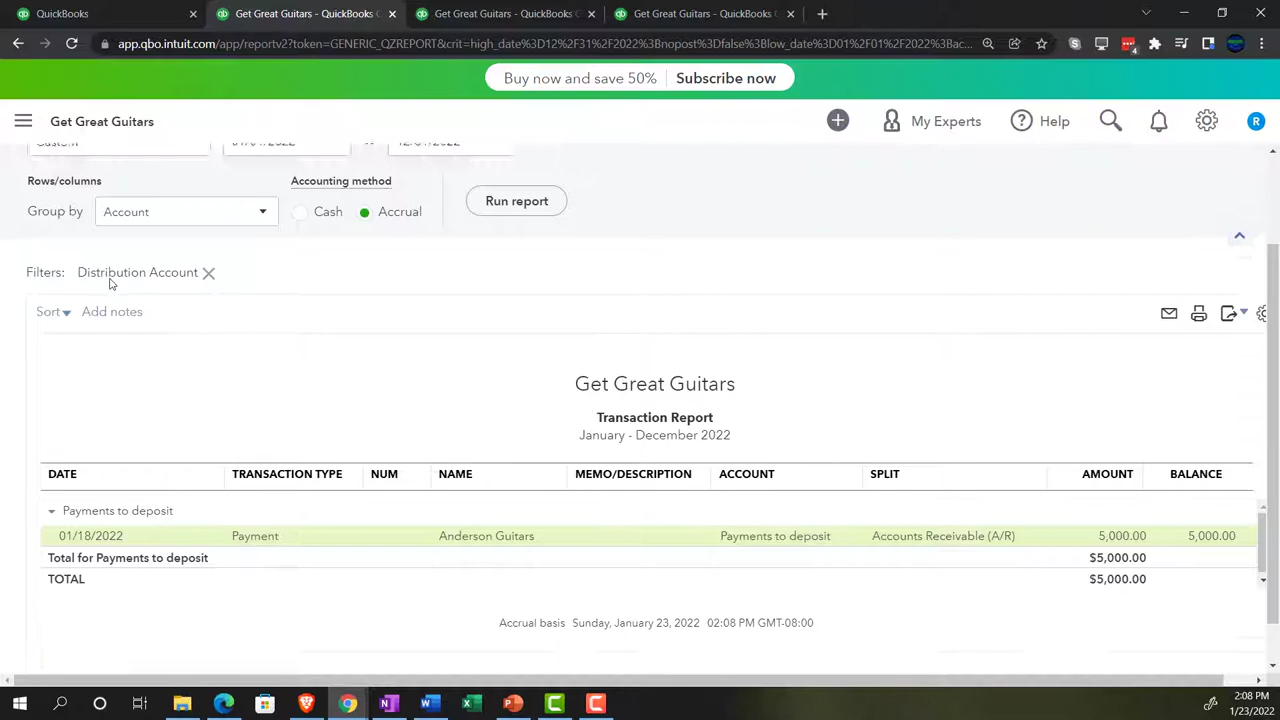 QuickBooks
Get Great Guitars - QuickBooks
Get Great Guitars - QuickBooks
Get Great Guitars - QuickBooks
app.qbo.intuit.com/app/reportv2?token=GENERIC_QZREPORT&crit=high_date%3D12%2F31%2F2022%3Bnopost%3Dfalse%3Blow_date%3D01%2F01%2F2022%3Bac...
4
Buy now and save 50% Subscribe now
Get Great Guitars
My Experts
Help
R
Rows/columns Accounting method
Group by Account Cash Accrual Run report
Filters: Distribution Account
Sort Add notes
Get Great Guitars
Transaction Report
January - December 2022
DATE TRANSACTION TYPE NUM NAME MEMO/DESCRIPTION ACCOUNT SPLIT AMOUNT BALANCE
Payments to deposit
01/18/2022 Payment Anderson Guitars Payments to deposit Accounts Receivable (A/R) 5,000.00 5,000.00
Total for Payments to deposit $5,000.00
TOTAL $5,000.00
Accrual basis Sunday, January 23, 2022 02:08 PM GMT-08:00
2:08 PM
1/23/2022